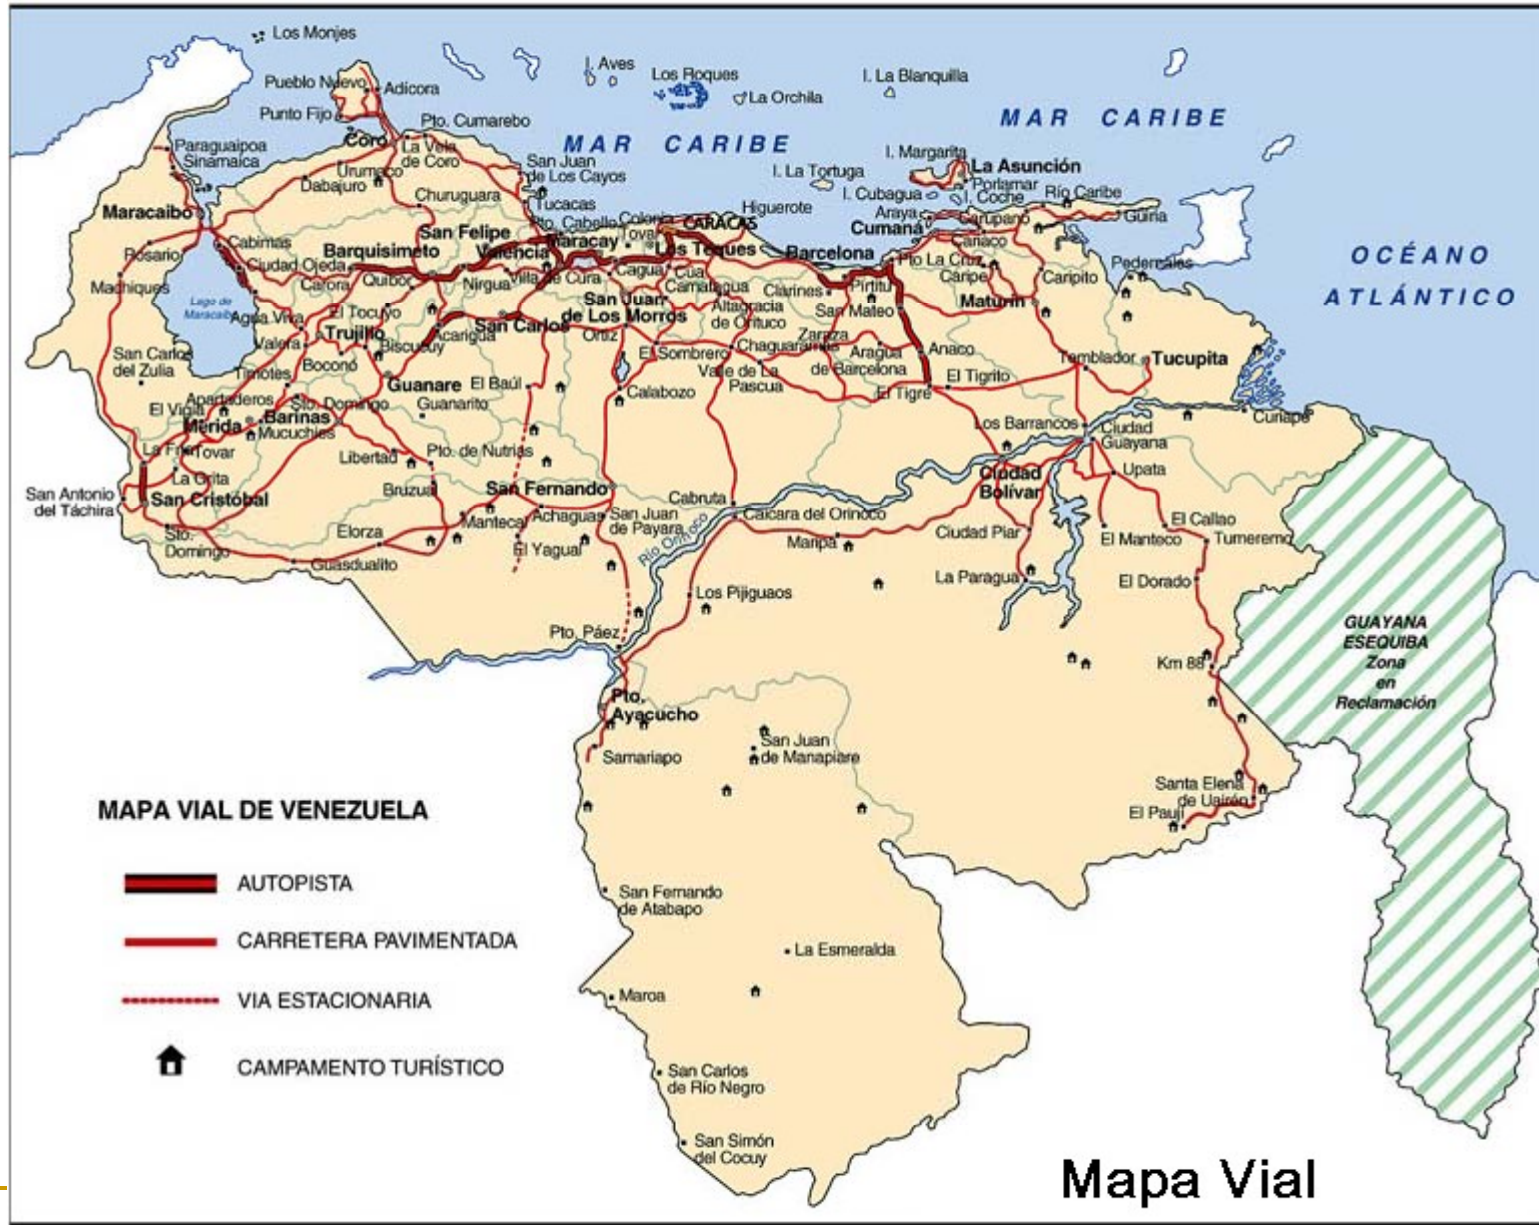 Los Monjes
I. Aves
Los Roques
La Orchila
I. La Blanquilla
MAR CARIBE
MAR CARIBE
Pueblo Nuevo
Adícora
Punto Fijo
Pto. Cumarebo
Coro
La Vela
de Coro
Paraguaipoa
Sinamaica
Urumaco
Dabajuro
Churuguara
San Juan
de Los Cayos
Tucacas
I. La Tortuga
I. Margarita
La Asunción
Porlamar
I. Cubagua
I. Coche
Río Caribe
Araya
Carúpano
Güiria
Cumaná
Cariaco
Maracaibo
San Felipe
Pto. Cabello
Colonia
Tovar
CARACAS
Higuerote
Rosario
Cabimas
Barquisimeto
Valencia
Maracay
Los Teques
Barcelona
Pto La Cruz
Caripe
Caripito
Pedernales
OCÉANO
ATLÁNTICO
Machiques
Ciudad Ojeda
Carora
Quibor
Nirgua
Villa de Cura
Cagua
Cúa
Camatagua
Clarines
Píritu
Lago de
Maracaibo
Agua Viva
El Tocuyo
San Juan
de Los Morros
Altagracia
de Orituco
San Mateo
Maturín
Valera
Trujillo
Acarigua
San Carlos
Ortiz
Biscucuy
Boconó
El Sombrero
Chaguaramas
Zaraza
Aragua
de Barcelona
Anaco
Temblador
Tucupita
San Carlos
del Zulia
Timotes
Guanare
El Baúl
Calabozo
Valle de La
Pascua
El Tigre
El Tigrito
Apartaderos
Sto. Domingo
Guanarito
El Vigía
Mérida
Barinas
Mucuchies
Los Barrancos
Ciudad
Guayana
Curiapo
La Fría
Tovar
Libertad
Pto. de Nutrias
La Grita
Bruzual
San Fernando
Cabruta
Ciudad
Bolívar
Upata
San Antonio
del Táchira
San Cristóbal
Mantecal
Achaguas
San Juan
de Payara
Caicara del Orinoco
Río Orinoco
Sto.
Domingo
Elorza
El Yagual
Maripa
Ciudad Piar
El Manteco
El Callao
Tumeremo
Guasdualito
Los Pijiguaos
La Paragua
El Dorado
Pto. Páez
GUAYANA
ESEQUIBA
Zona
en
Reclamación
Km 88
Pto.
Ayacucho
Samariapo
San Juan
de Manapiare
Santa Elena
de Uairén
El Paují
MAPA VIAL DE VENEZUELA
AUTOPISTA
CARRETERA PAVIMENTADA
VIA ESTACIONARIA
CAMPAMENTO TURÍSTICO
San Fernando
de Atabapo
La Esmeralda
Maroa
San Carlos
de Río Negro
San Simón
del Cocuy
Mapa Vial